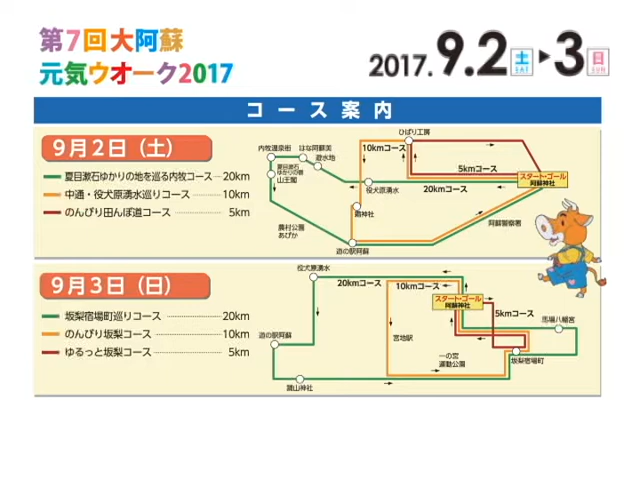 第7回大阿蘇
元気ウオーク2017
2017.9.2土SAT▶3日SUN
コース案内
9月2日（土）
夏目漱石ゆかりの地を巡る内牧コース 20km
中通・役犬原湧水巡りコース 10km
のんびり田んぼ道コース 5km
ひばり工房
内牧温泉街
はな阿蘇美
遊水地
夏目漱石
ゆかりの宿
山王閣
10kmコース
5kmコース
20kmコース
スタート・ゴール
阿蘇神社
役犬原湧水
霜神社
農村公園
あぴか
道の駅阿蘇
阿蘇警察署
9月3日（日）
坂梨宿場町巡りコース 20km
のんびり坂梨コース 10km
ゆるっと坂梨コース 5km
役犬原湧水
20kmコース
10kmコース
スタート・ゴール
阿蘇神社
5kmコース
馬場八幡宮
道の駅阿蘇
宮地駅
一の宮
運動公園
坂梨宿場町